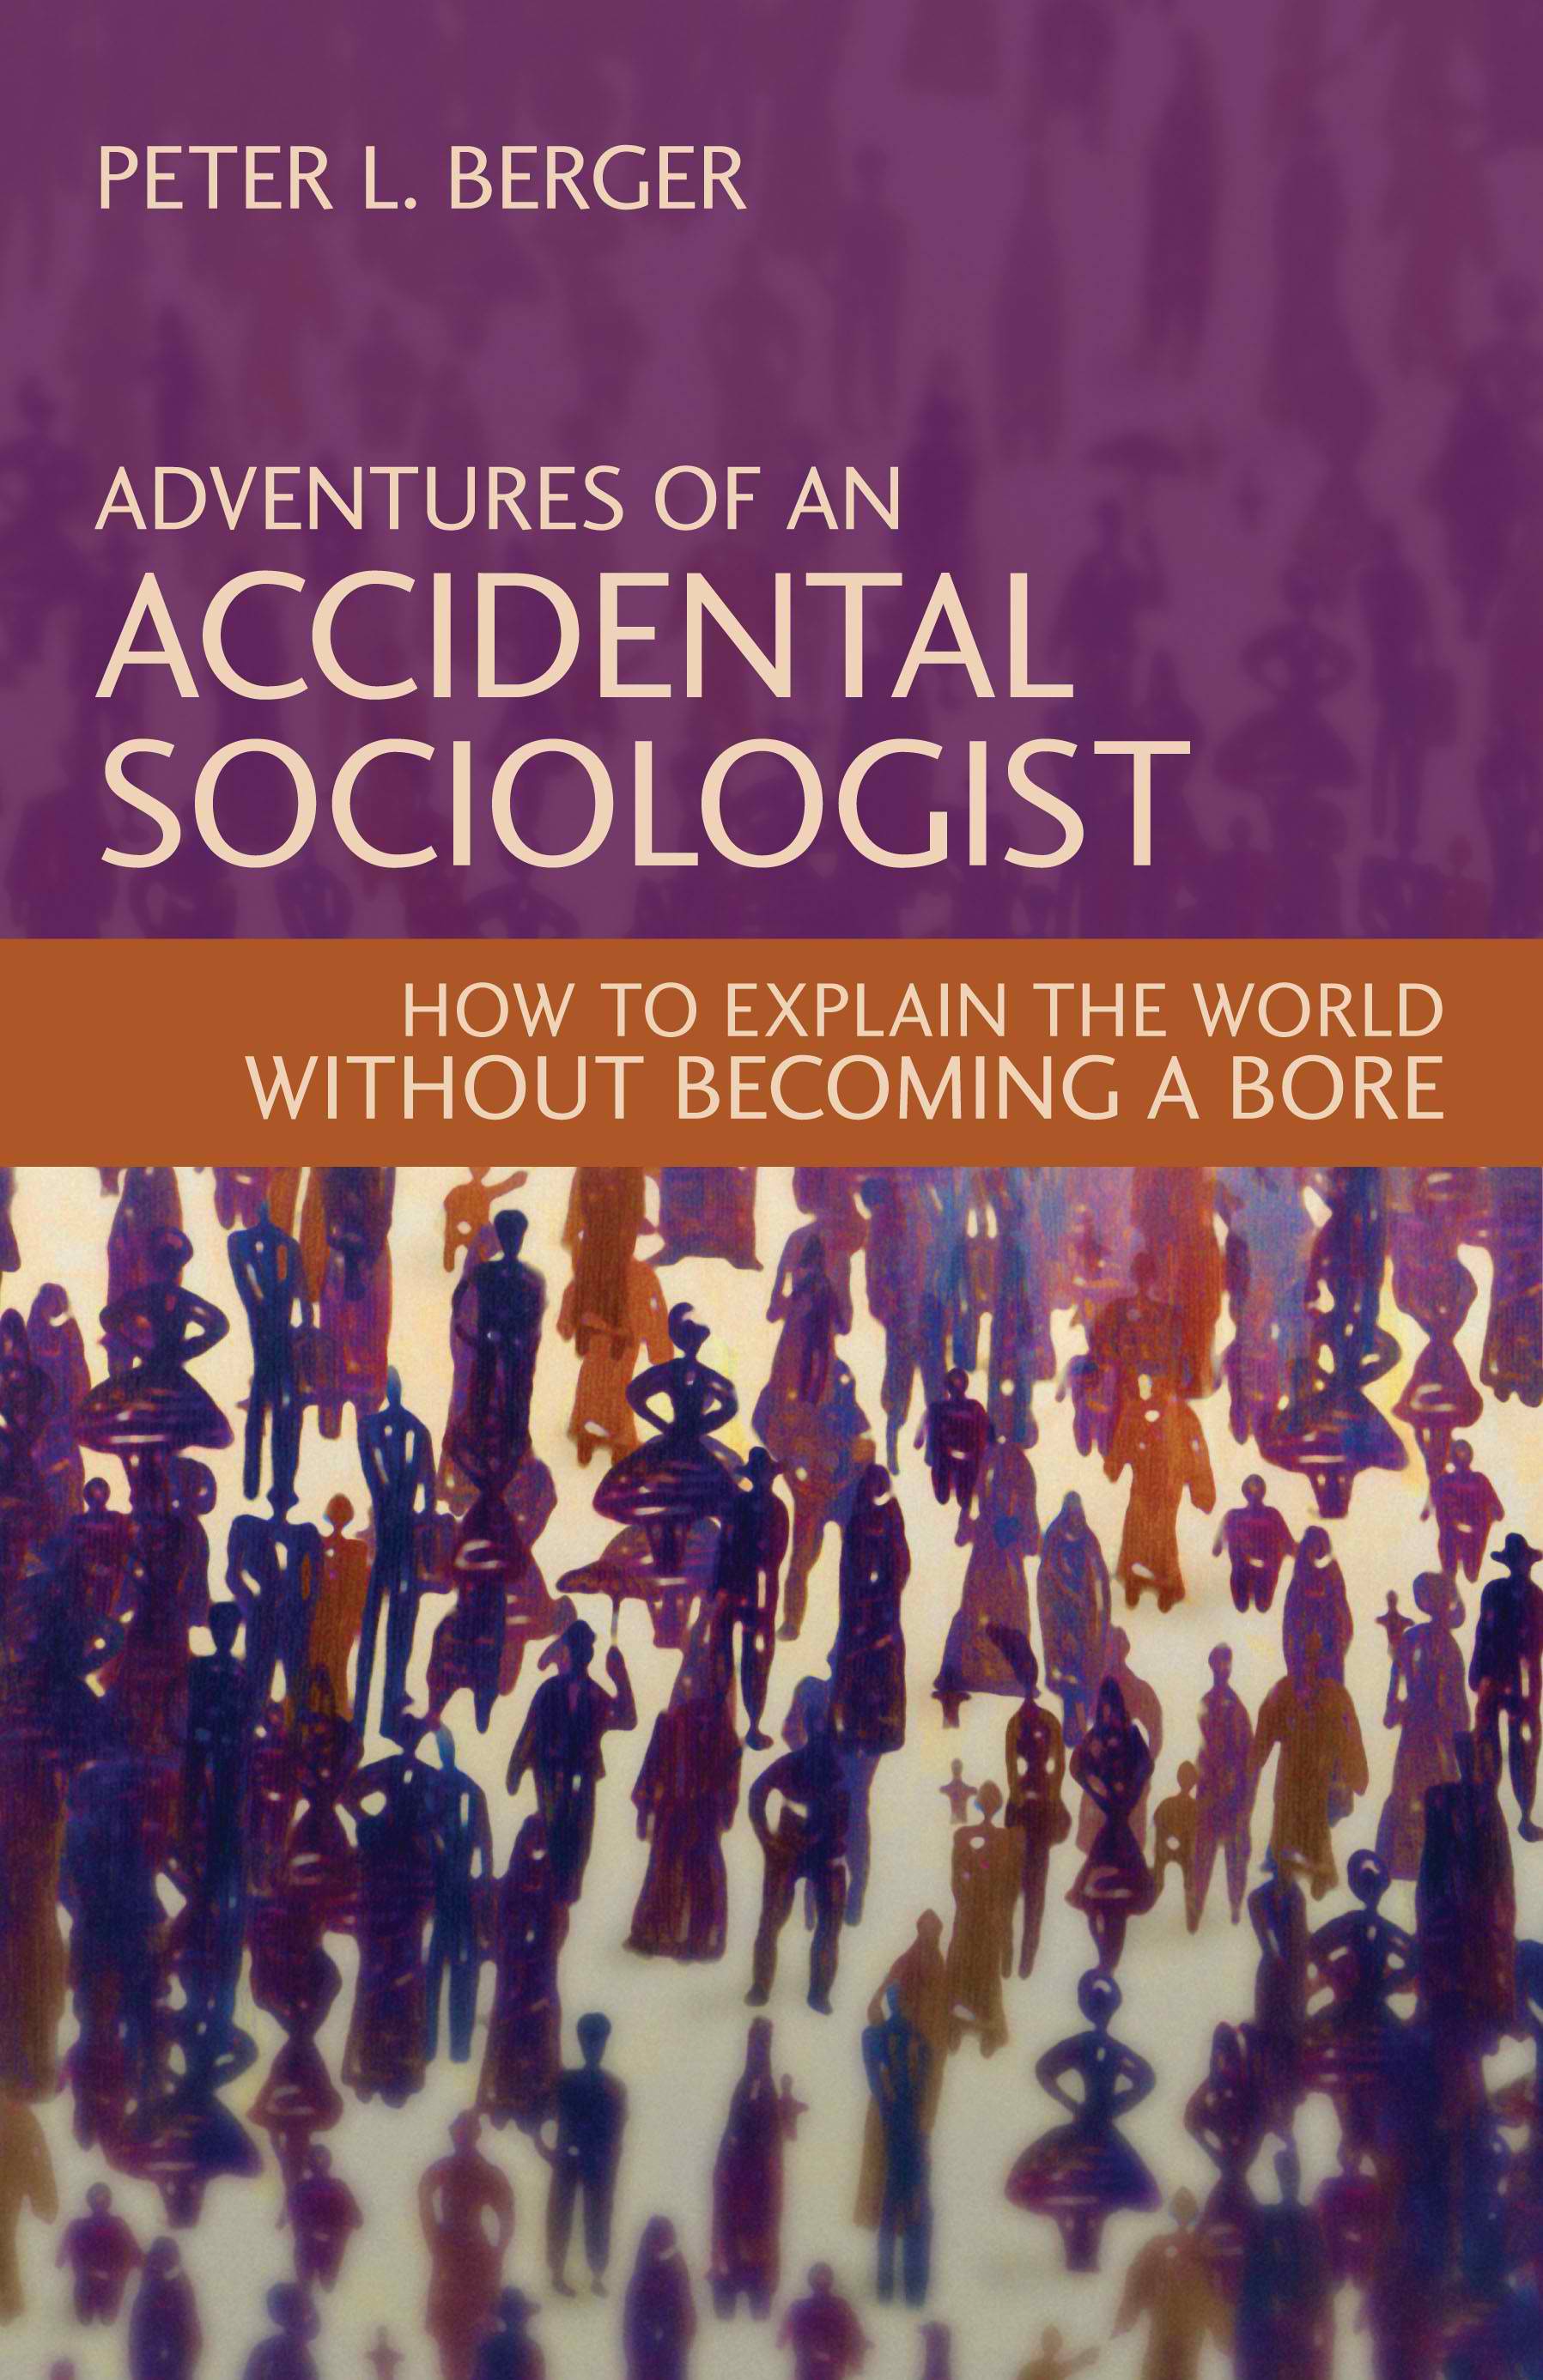 PETER L. BERGER
ADVENTURES OF AN
ACCIDENTAL
SOCIOLOGIST
HOW TO EXPLAIN THE WORLD
WITHOUT BECOMING A BORE